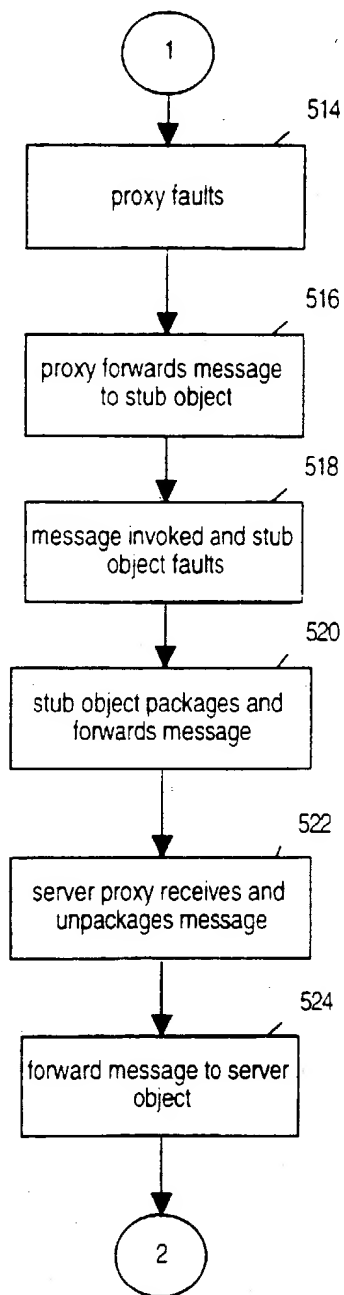 1
514
proxy faults
516
proxy forwards message
to stub object
518
message invoked and stub
object faults
520
stub object packages and
forwards message
522
server proxy receives and
unpackages message
524
forward message to server
object
2